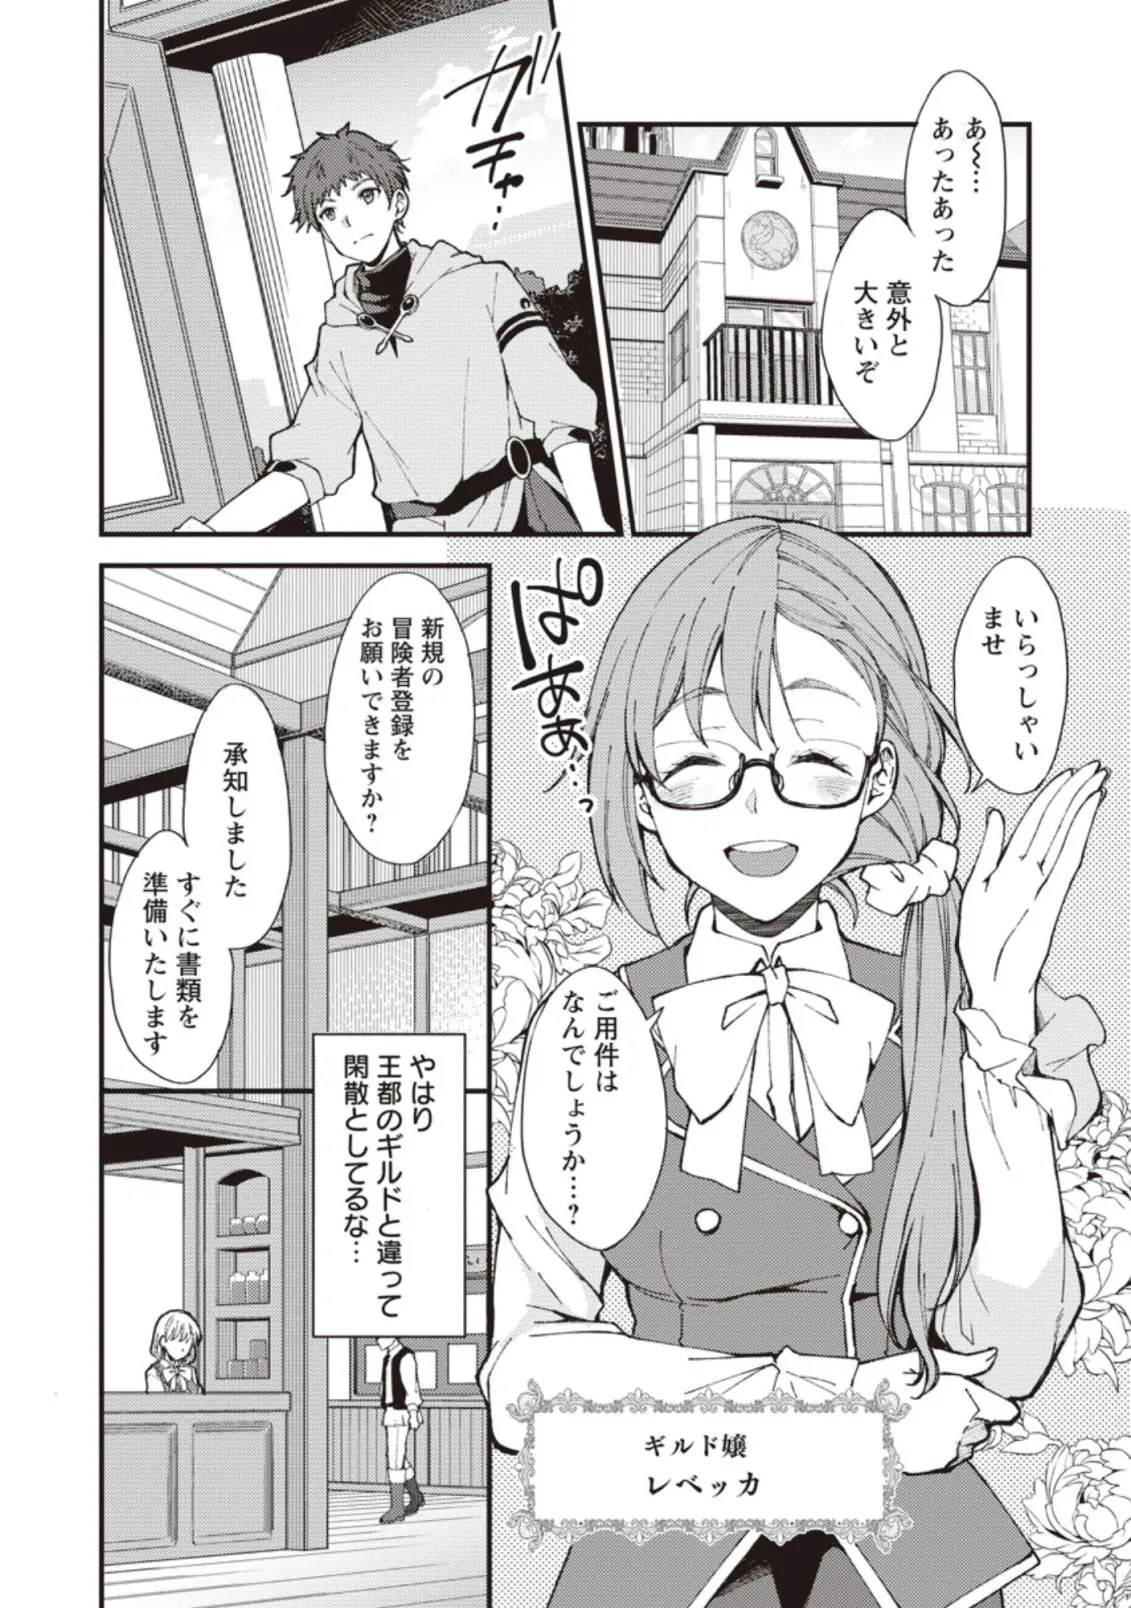 あ〜…
あったあった
意外と
大きいぞ
ガチャ…
いらっしゃい
ませ
ぱあぁぁ…っ
ご用件は
なんでしょうか…?
ギルド嬢
レベッカ
新規の
冒険者登録を
お願いできますか?
承知しました
すぐに書類を
準備いたします
やはり
王都のギルドと違って
閑散としてるな…